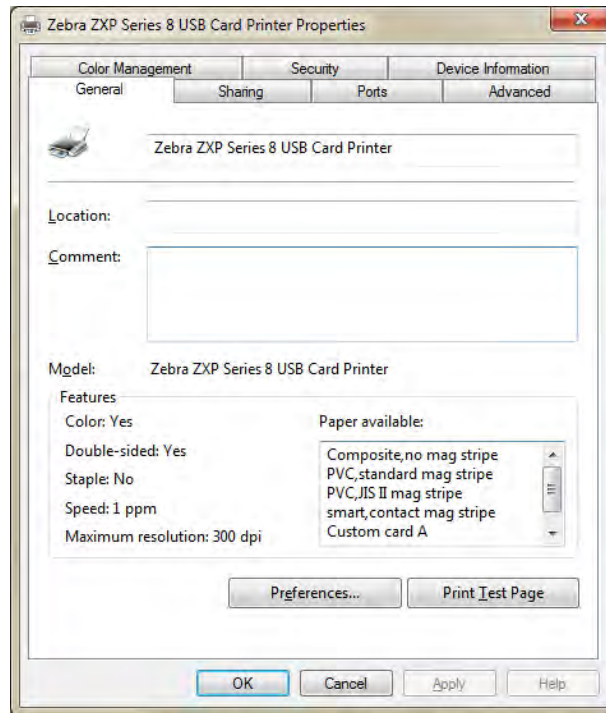 Zebra ZXP Series 8 USB Card Printer Properties
Color Management Security Device Information
General Sharing Ports Advanced
Zebra ZXP Series 8 USB Card Printer
Location:
Comment:
Model: Zebra ZXP Series 8 USB Card Printer
Features
Color: Yes Paper available:
Double-sided: Yes Composite,no mag stripe
Staple: No PVC,standard mag stripe
Speed: 1 ppm PVC,JIS II mag stripe
Maximum resolution: 300 dpi smart,contact mag stripe
Custom card A
Preferences... Print Test Page
OK Cancel Apply Help